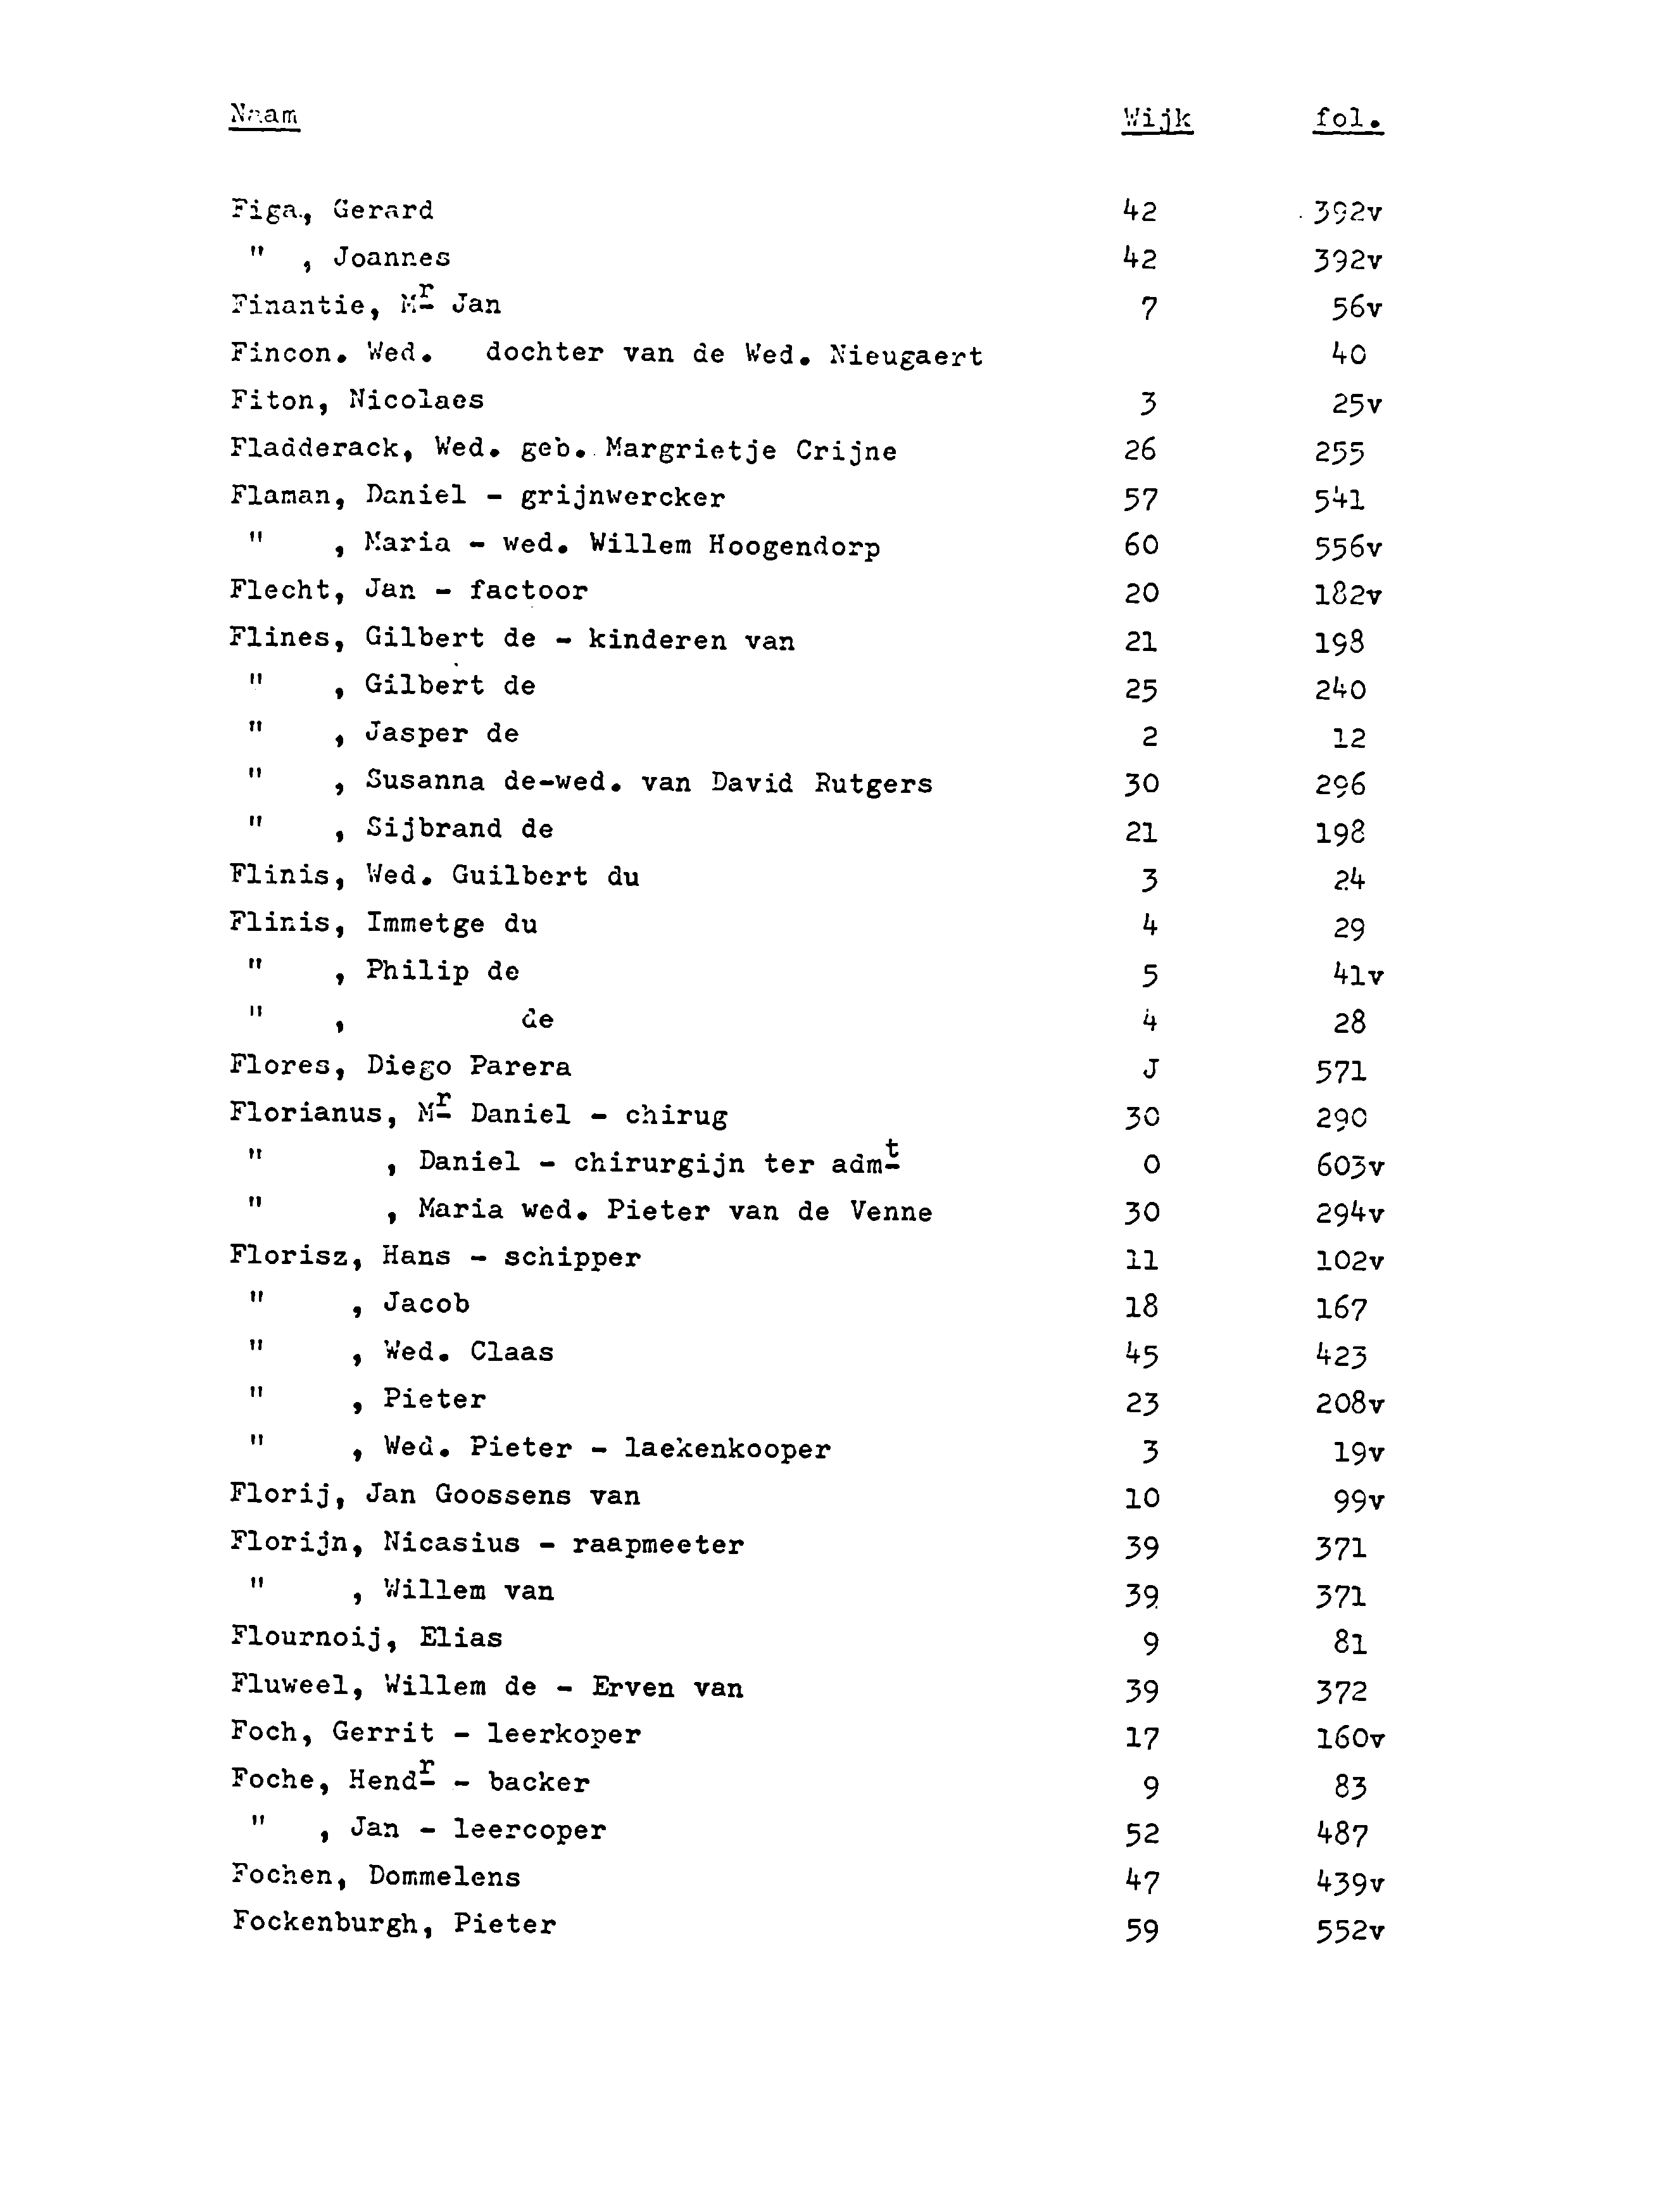 Naam Wijk fol.
Figa, Gerard 42 392v
" , Joannes 42 392v
Finantie, Mr Jan 7 56v
Fincon. Wed. dochter van de Wed. Nieugaert 40
Fiton, Nicolaes 3 25v
Fladderack, Wed. geb. Margrietje Crijne 26 255
Flaman, Daniel - grijnwercker 57 541
" , Maria - wed. Willem Hoogendorp 60 556v
Flecht, Jan - factoor 20 182v
Flines, Gilbert de - kinderen van 21 198
" , Gilbert de 25 240
" , Jasper de 2 12
" , Susanna de-wed. van David Rutgers 30 296
" , Sijbrand de 21 198
Flinis, Wed. Guilbert du 3 24
Flinis, Immetge du 4 29
" , Philip de 5 41v
" , de 4 28
Flores, Diego Parera J 571
Florianus, Mr Daniel - chirug 30 290
" , Daniel - chirurgijn ter admt 0 603v
" , Maria wed. Pieter van de Venne 30 294v
Florisz, Hans - schipper 11 102v
" , Jacob 18 167
" , Wed. Claas 45 423
" , Pieter 23 208v
" , Wed. Pieter - laekenkooper 3 19v
Florij, Jan Goossens van 10 99v
Florijn, Nicasius - raapmeeter 39 371
" , Willem van 39 371
Flournoij, Elias 9 81
Fluweel, Willem de - Erven van 39 372
Foch, Gerrit - leerkoper 17 160v
Foche, Hendr - backer 9 83
" , Jan - leercoper 52 487
Fochen, Dommelens 47 439v
Fockenburgh, Pieter 59 552v